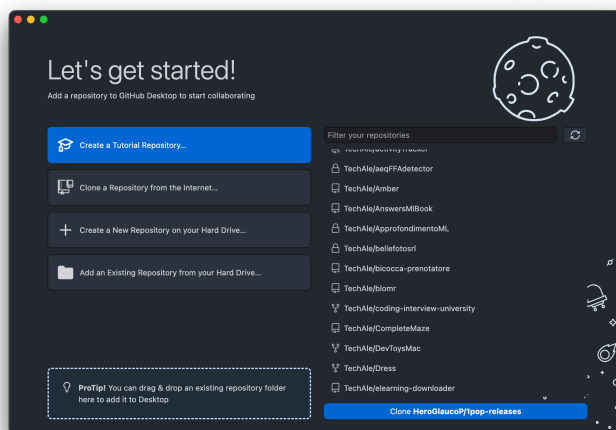 Let's get started!
Add a repository to GitHub Desktop to start collaborating
Create a Tutorial Repository...
Clone a Repository from the Internet...
Create a New Repository on your Hard Drive...
Add an Existing Repository from your Hard Drive...
ProTip! You can drag & drop an existing repository folder
here to add it to Desktop
Filter your repositories
TechAle/activityTracker
TechAle/aeqFFAdetector
TechAle/Amber
TechAle/AnswersMlBook
TechAle/ApprofondimentoML
TechAle/bellefotosrl
TechAle/bicocca-prenotatore
TechAle/blomr
TechAle/coding-interview-university
TechAle/CompleteMaze
TechAle/DevToysMac
TechAle/Dress
TechAle/elearning-downloader
Clone HeroGlaucoP/1pop-releases